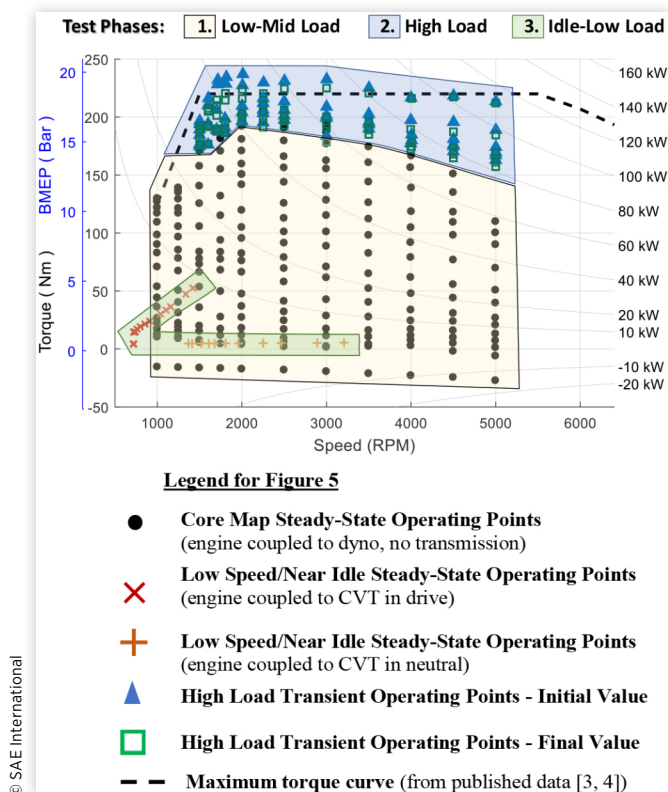 Test Phases: 1. Low-Mid Load 2. High Load 3. Idle-Low Load
250
200
150
100
50
0
-50
20
15
10
5
0
BMEP ( Bar )
Torque ( Nm )
160 kW
140 kW
120 kW
100 kW
80 kW
60 kW
40 kW
20 kW
10 kW
-10 kW
-20 kW
1000 2000 3000 4000 5000 6000
Speed (RPM)
Legend for Figure 5
Core Map Steady-State Operating Points
(engine coupled to dyno, no transmission)
Low Speed/Near Idle Steady-State Operating Points
(engine coupled to CVT in drive)
Low Speed/Near Idle Steady-State Operating Points
(engine coupled to CVT in neutral)
High Load Transient Operating Points - Initial Value
High Load Transient Operating Points - Final Value
Maximum torque curve (from published data [3, 4])
© SAE International